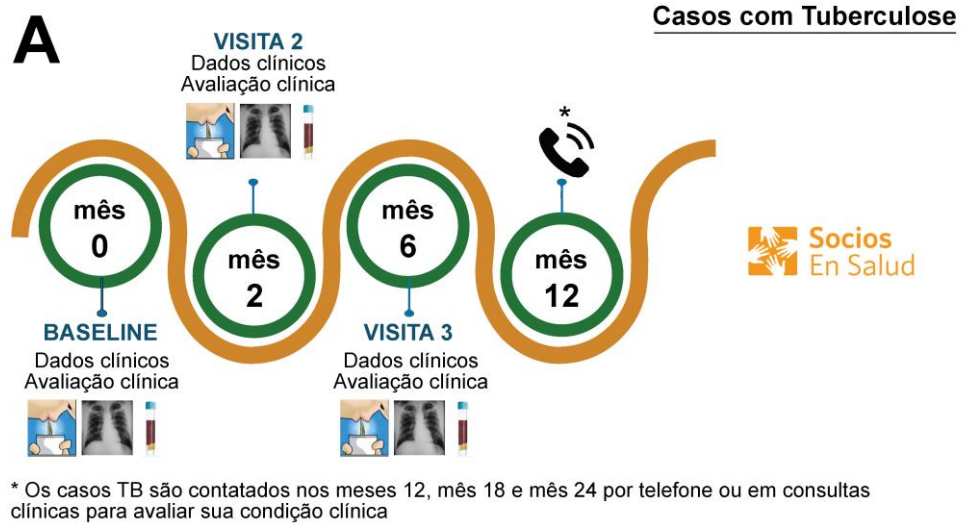 A
Casos com Tuberculose
VISITA 2
Dados clínicos
Avaliação clínica
*
mês
0
mês
2
mês
6
mês
12
Socios
En Salud
BASELINE
Dados clínicos
Avaliação clínica
VISITA 3
Dados clínicos
Avaliação clínica
* Os casos TB são contatados nos meses 12, mês 18 e mês 24 por telefone ou em consultas
clínicas para avaliar sua condição clínica